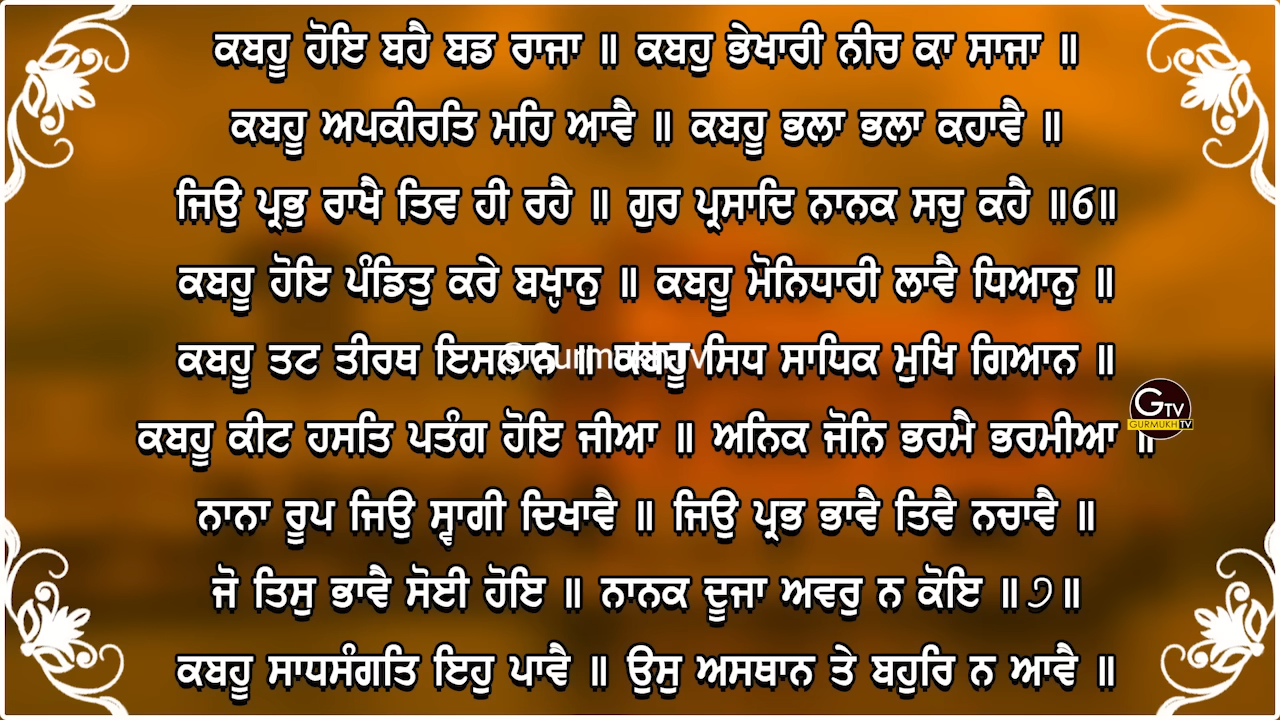 ਕਬਹੂ ਹੋਇ ਬਹੈ ਬਡ ਰਾਜਾ ॥ ਕਬਹੁ ਭੇਖਾਰੀ ਨੀਚ ਕਾ ਸਾਜਾ ॥
ਕਬਹੂ ਅਪਕੀਰਤਿ ਮਹਿ ਆਵੈ ॥ ਕਬਹੂ ਭਲਾ ਭਲਾ ਕਹਾਵੈ ॥
ਜਿਉ ਪ੍ਰਭੁ ਰਾਖੈ ਤਿਵ ਹੀ ਰਹੈ ॥ ਗੁਰ ਪ੍ਰਸਾਦਿ ਨਾਨਕ ਸਚੁ ਕਹੈ ॥੬॥
ਕਬਹੂ ਹੋਇ ਪੰਡਿਤੁ ਕਰੇ ਬਖ੍ਯਾਨੁ ॥ ਕਬਹੂ ਮੋਨਿਧਾਰੀ ਲਾਵੈ ਧਿਆਨੁ ॥
ਕਬਹੂ ਤਟ ਤੀਰਥ ਇਸਨਾਨ ॥ ਕਬਹੂ ਸਿਧ ਸਾਧਿਕ ਮੁਖਿ ਗਿਆਨ ॥
©GurmukhTv
ਕਬਹੂ ਕੀਟ ਹਸਤਿ ਪਤੰਗ ਹੋਇ ਜੀਆ ॥ ਅਨਿਕ ਜੋਨਿ ਭਰਮੈ ਭਰਮੀਆ ॥
GTV
GURMUKH TV
ਨਾਨਾ ਰੂਪ ਜਿਉ ਸ੍ਵਾਗੀ ਦਿਖਾਵੈ ॥ ਜਿਉ ਪ੍ਰਭ ਭਾਵੈ ਤਿਵੈ ਨਚਾਵੈ ॥
ਜੋ ਤਿਸੁ ਭਾਵੈ ਸੋਈ ਹੋਇ ॥ ਨਾਨਕ ਦੂਜਾ ਅਵਰੁ ਨ ਕੋਇ ॥੭॥
ਕਬਹੂ ਸਾਧਸੰਗਤਿ ਇਹੁ ਪਾਵੈ ॥ ਉਸੁ ਅਸਥਾਨ ਤੇ ਬਹੁਰਿ ਨ ਆਵੈ ॥